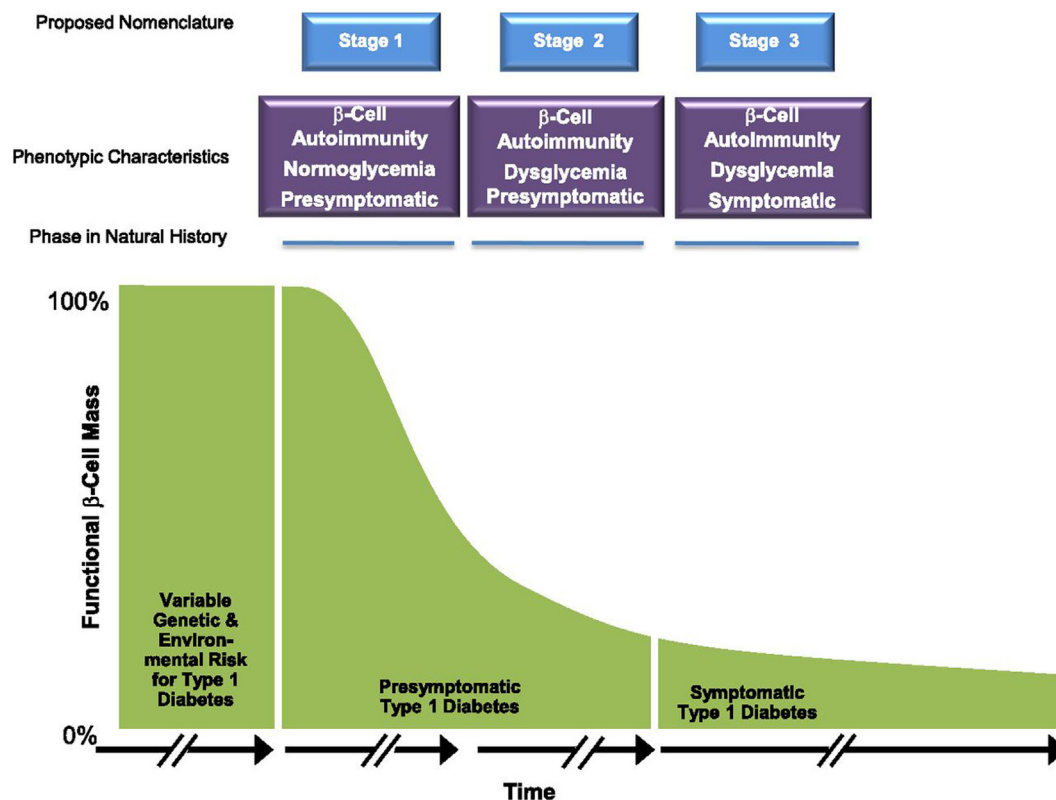 Proposed Nomenclature
Stage 1
Stage 2
Stage 3
Phenotypic Characteristics
β-Cell
Autoimmunity
Normoglycemia
Presymptomatic
β-Cell
Autoimmunity
Dysglycemia
Presymptomatic
β-Cell
Autoimmunity
Dysglycemia
Symptomatic
Phase in Natural History
100%
Functional β-Cell Mass
0%
Variable
Genetic &
Environ-
mental Risk
for Type 1
Diabetes
Presymptomatic
Type 1 Diabetes
Symptomatic
Type 1 Diabetes
Time